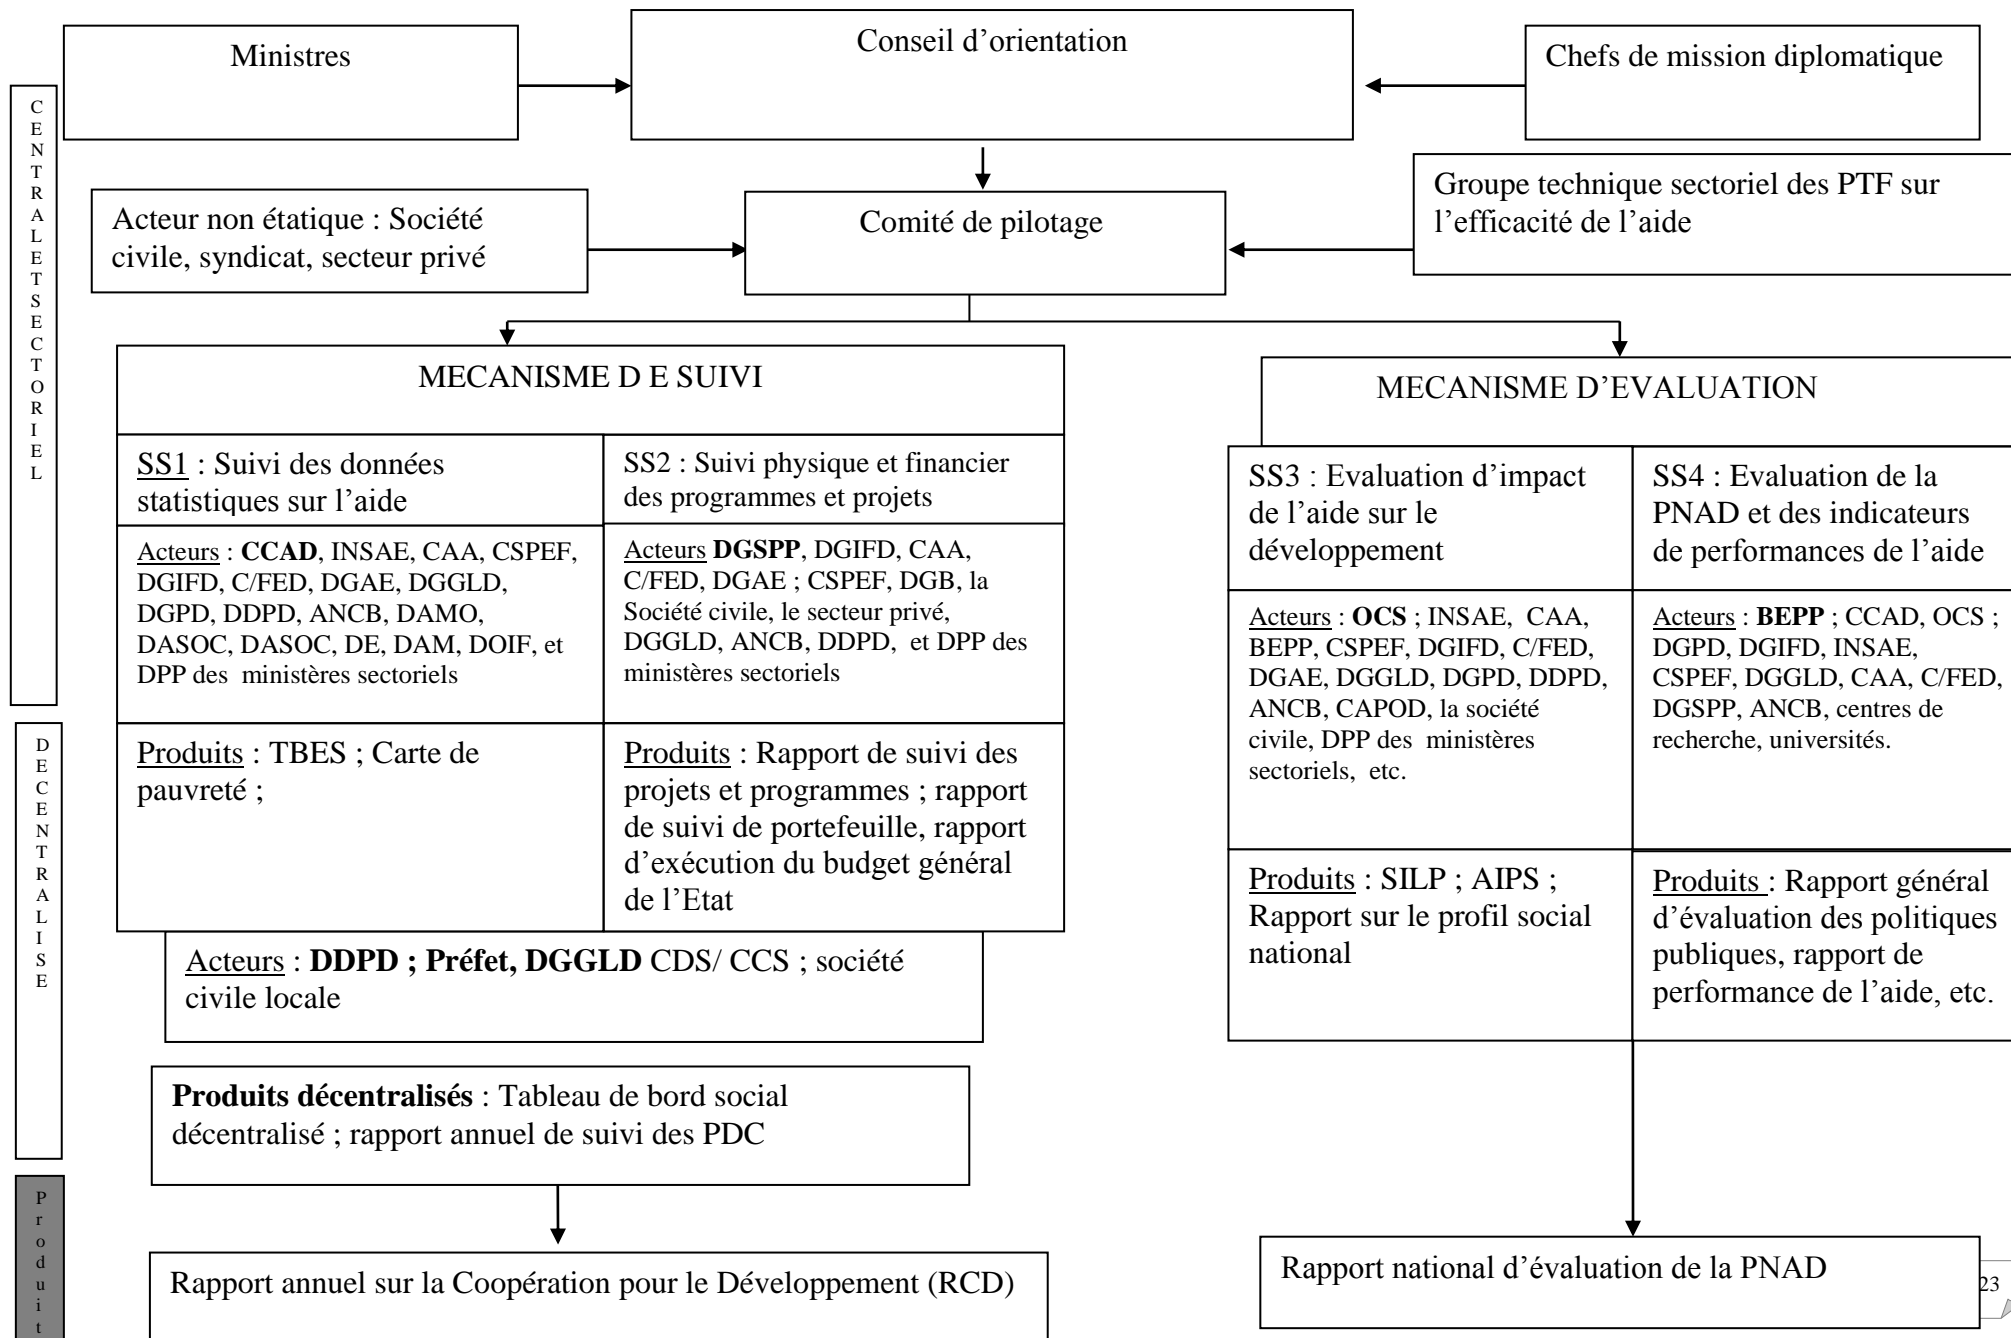 Ministres
Conseil d’orientation
Chefs de mission diplomatique
CENTRALETSECTORIEL
Acteur non étatique : Société
civile, syndicat, secteur privé
Comité de pilotage
Groupe technique sectoriel des PTF sur
l’efficacité de l’aide
MECANISME D E SUIVI
SS1 : Suivi des données
statistiques sur l’aide
SS2 : Suivi physique et financier
des programmes et projets
Acteurs : CCAD, INSAE, CAA, CSPEF,
DGIFD, C/FED, DGAE, DGGLD,
DGPD, DDPD, ANCB, DAMO,
DASOC, DASOC, DE, DAM, DOIF, et
DPP des ministères sectoriels
Acteurs DGSPP, DGIFD, CAA,
C/FED, DGAE ; CSPEF, DGB, la
Société civile, le secteur privé,
DGGLD, ANCB, DDPD, et DPP des
ministères sectoriels
Produits : TBES ; Carte de
pauvreté ;
Produits : Rapport de suivi des
projets et programmes ; rapport
de suivi de portefeuille, rapport
d’exécution du budget général
de l’Etat
MECANISME D’EVALUATION
SS3 : Evaluation d’impact
de l’aide sur le
développement
SS4 : Evaluation de la
PNAD et des indicateurs
de performances de l’aide
Acteurs : OCS ; INSAE, CAA,
BEPP, CSPEF, DGIFD, C/FED,
DGAE, DGGLD, DGPD, DDPD,
ANCB, CAPOD, la société
civile, DPP des ministères
sectoriels, etc.
Acteurs : BEPP ; CCAD, OCS ;
DGPD, DGIFD, INSAE,
CSPEF, DGGLD, CAA, C/FED,
DGSPP, ANCB, centres de
recherche, universités.
Produits : SILP ; AIPS ;
Rapport sur le profil social
national
Produits : Rapport général
d’évaluation des politiques
publiques, rapport de
performance de l’aide, etc.
DECENTRALISE
Acteurs : DDPD ; Préfet, DGGLD CDS/ CCS ; société
civile locale
Produits décentralisés : Tableau de bord social
décentralisé ; rapport annuel de suivi des PDC
Produit
Rapport annuel sur la Coopération pour le Développement (RCD)
Rapport national d’évaluation de la PNAD
23